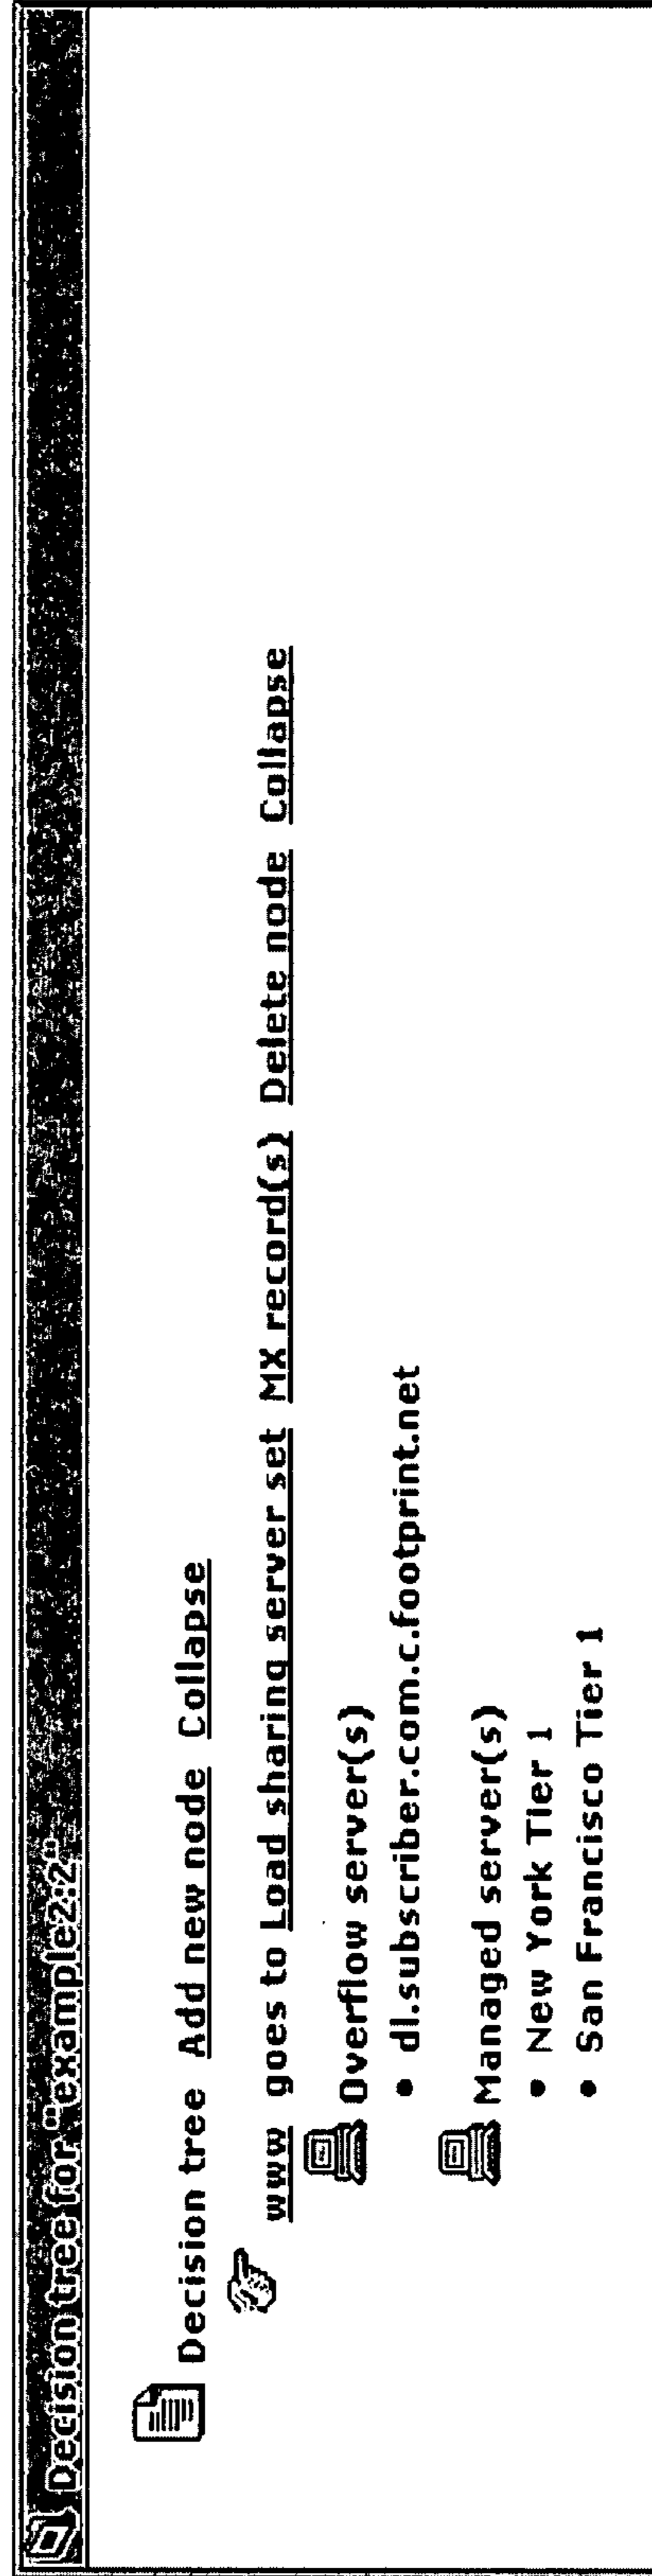 Decision tree for "example2:2"
Decision tree Add new node Collapse
www goes to Load sharing server set MX record(s) Delete node Collapse
Overflow server(s)
• dl.subscriber.com.c.footprint.net
Managed server(s)
• New York Tier 1
• San Francisco Tier 1